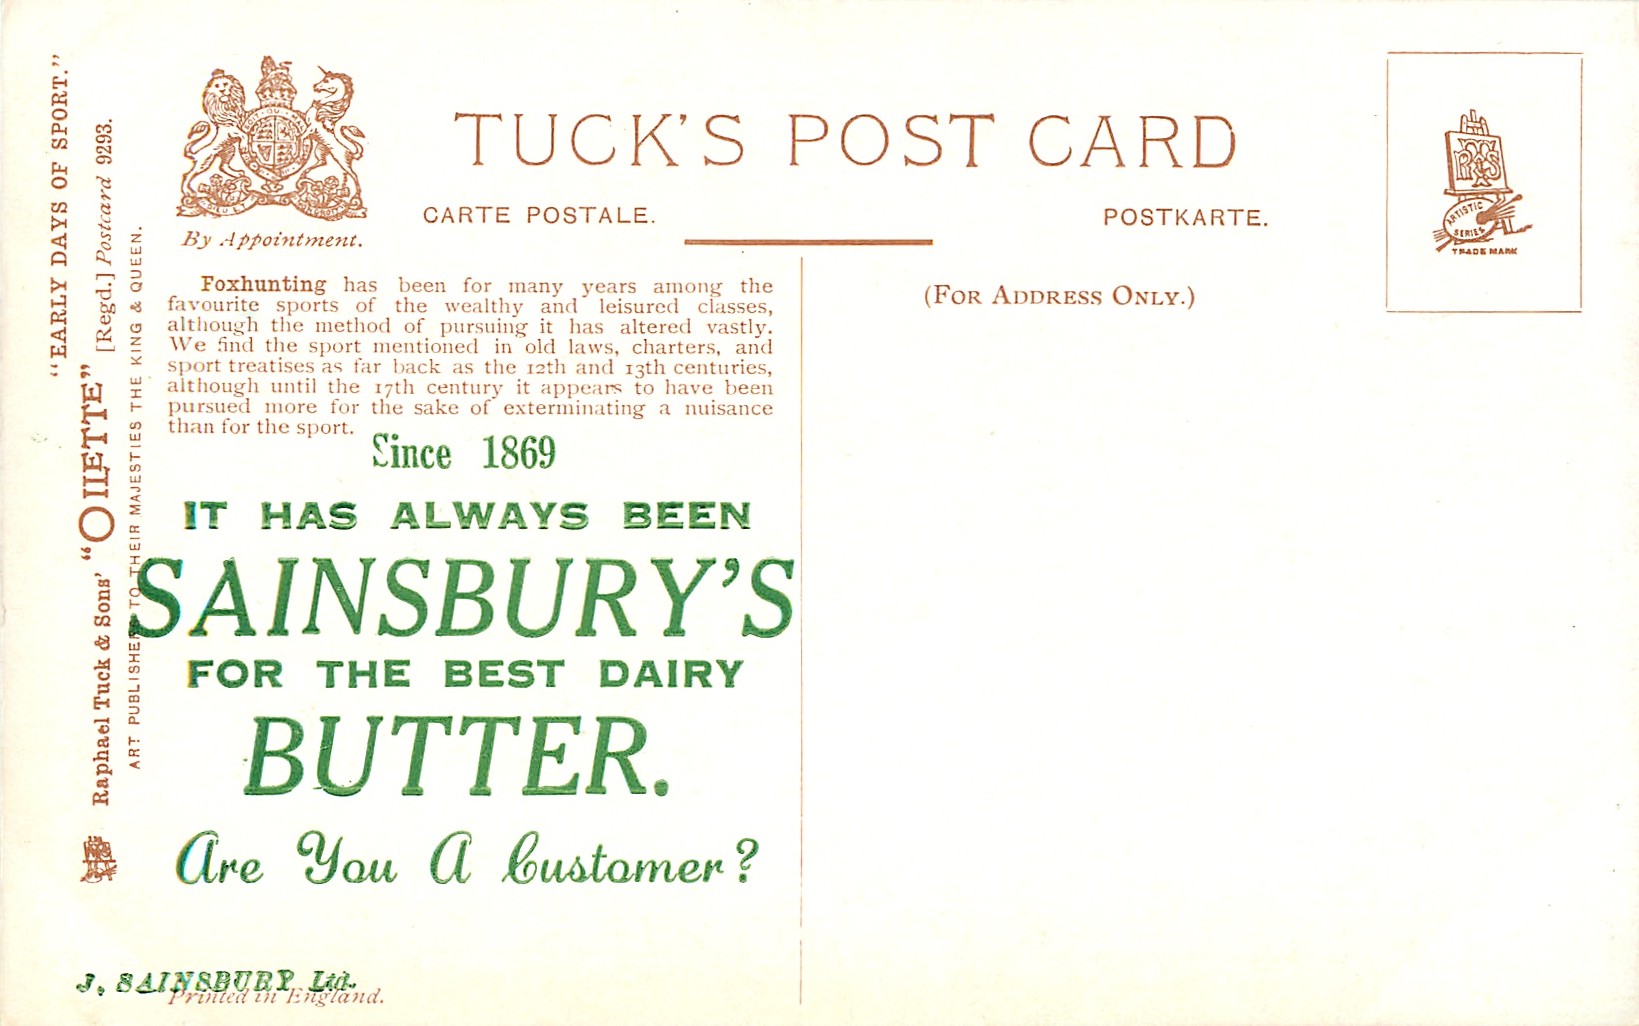 "EARLY DAYS OF SPORT."
Raphael Tuck & Sons' "OILETTE" [Regd.] Postcard 9293.
ART PUBLISHERS TO THEIR MAJESTIES THE KING & QUEEN.
By Appointment.
TUCK'S POST CARD
CARTE POSTALE.
POSTKARTE.
(FOR ADDRESS ONLY.)
ARTISTIC
SERIES
TRADE MARK
Foxhunting has been for many years among the
favourite sports of the wealthy and leisured classes,
although the method of pursuing it has altered vastly.
We find the sport mentioned in old laws, charters, and
sport treatises as far back as the 12th and 13th centuries,
although until the 17th century it appears to have been
pursued more for the sake of exterminating a nuisance
than for the sport.
Since 1869
IT HAS ALWAYS BEEN
SAINSBURY'S
FOR THE BEST DAIRY
BUTTER.
Are You A Customer?
J. SAINSBURY Ltd.
Printed in England.